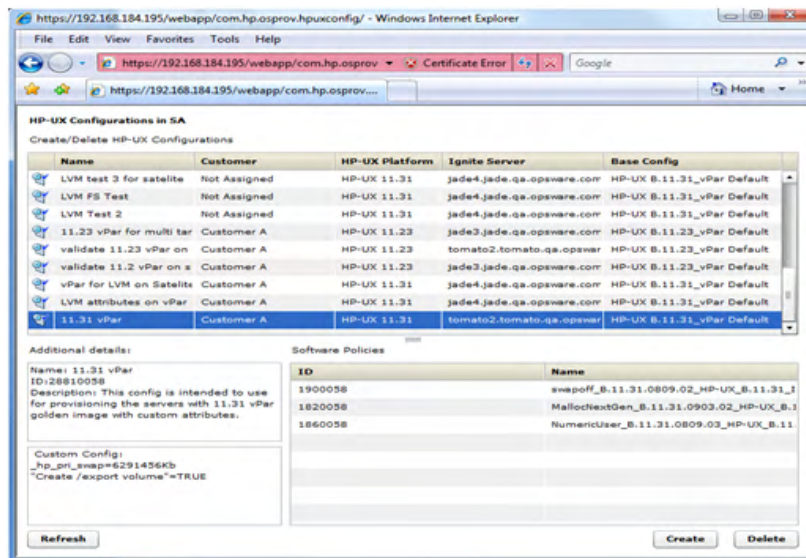 https://192.168.184.195/webapp/com.hp.osprov.hpuxconfig/ - Windows Internet Explorer
File Edit View Favorites Tools Help
https://192.168.184.195/webapp/com.hp.osprov Certificate Error Google
https://192.168.184.195/webapp/com.hp.osprov.... Home
HP-UX Configurations in SA
Create/Delete HP-UX Configurations
Name Customer HP-UX Platform Ignite Server Base Config
LVM test 3 for satelite Not Assigned HP-UX 11.31 jade4.jade.qa.opsware.com HP-UX B.11.31_vPar Default
LVM FS Test Not Assigned HP-UX 11.31 jade4.jade.qa.opsware.com HP-UX B.11.31_vPar Default
LVM Test 2 Not Assigned HP-UX 11.31 jade4.jade.qa.opsware.com HP-UX B.11.31_vPar Default
11.23 vPar for multi tar Customer A HP-UX 11.23 jade3.jade.qa.opsware.com HP-UX B.11.23_vPar Default
validate 11.23 vPar on Customer A HP-UX 11.23 tomato2.tomato.qa.opswar HP-UX B.11.23_vPar Default
validate 11.2 vPar on s Customer A HP-UX 11.23 jade3.jade.qa.opsware.com HP-UX B.11.23_vPar Default
vPar for LVM on Satelite Customer A HP-UX 11.31 jade4.jade.qa.opsware.com HP-UX B.11.31_vPar Default
LVM attributes on vPar Customer A HP-UX 11.31 jade4.jade.qa.opsware.com HP-UX B.11.31_vPar Default
11.31 vPar Customer A HP-UX 11.31 tomato2.tomato.qa.opswar HP-UX B.11.31_vPar Default
Additional details:
Name: 11.31 vPar
ID:28810058
Description: This config is intended to use
for provisioning the servers with 11.31 vPar
golden image with custom attributes.
Custom Config:
_hp_pri_swap=6291456Kb
"Create /export volume"=TRUE
Software Policies
ID Name
1900058 swapoff_B.11.31.0809.02_HP-UX_B.11.31_I
1820058 MallocNextGen_B.11.31.0903.02_HP-UX_B.1
1860058 NumericUser_B.11.31.0809.03_HP-UX_B.11.
Refresh Create Delete